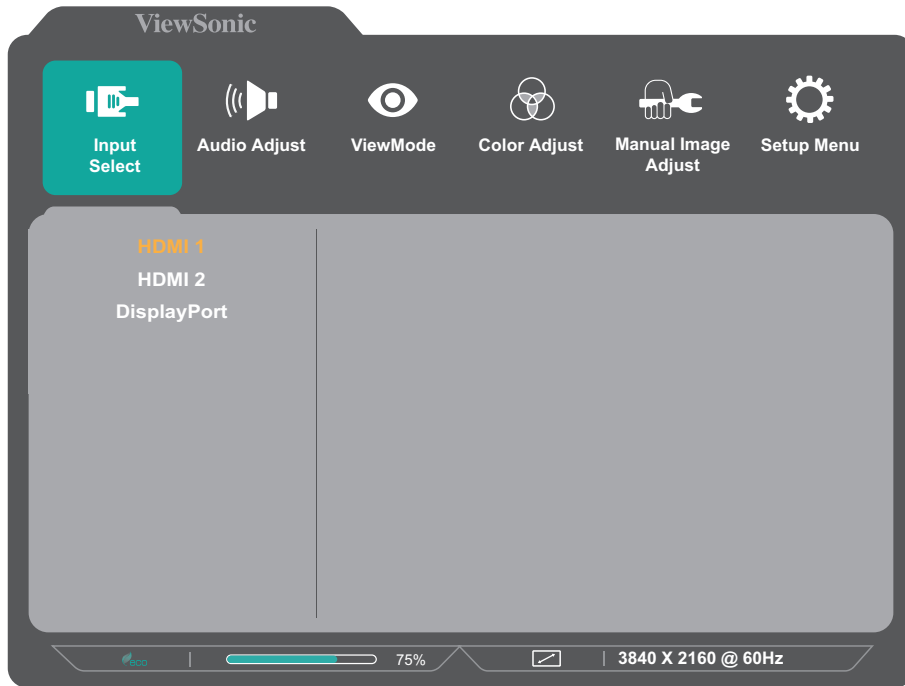 ViewSonic
Input
Select
Audio Adjust
ViewMode
Color Adjust
Manual Image
Adjust
Setup Menu
HDMI 1
HDMI 2
DisplayPort
eco
75%
3840 X 2160 @ 60Hz